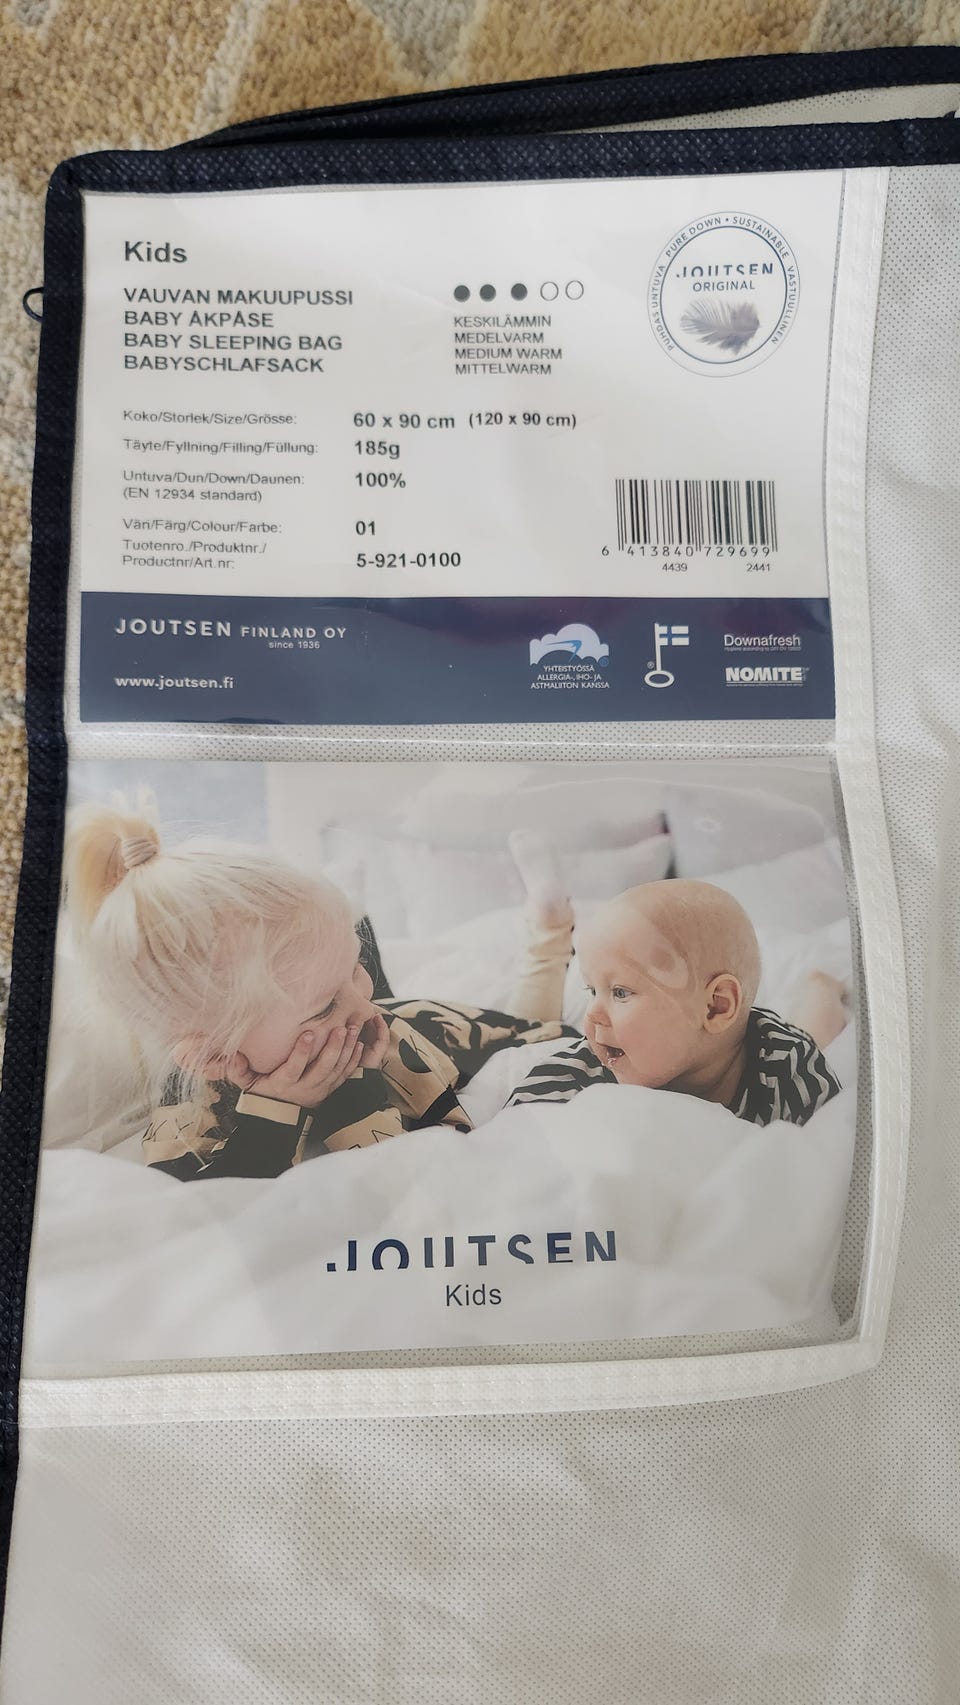 Kids
VAUVAN MAKUUPUSSI
BABY ÅKPÅSE
BABY SLEEPING BAG
BABYSCHLAFSACK
KESKILÄMMIN
MEDELVARM
MEDIUM WARM
MITTELWARM
PURE DOWN • SUSTAINABLE
PUHDAS UNTUVA
VASTUULLINEN
JOUTSEN
ORIGINAL
Koko/Storlek/Size/Grösse: 60 x 90 cm (120 x 90 cm)
Täyte/Fyllning/Filling/Füllung: 185g
Untuva/Dun/Down/Daunen: 100%
(EN 12934 standard)
Väri/Färg/Colour/Farbe: 01
Tuotenro./Produktnr./
Productnr/Art.nr: 5-921-0100
6 413840 729699
4439 2441
JOUTSEN FINLAND OY
since 1936
www.joutsen.fi
YHTEISTYÖSSÄ
ALLERGIA-, IHO- JA
ASTMALIITON KANSSA
Downafresh
NOMITE
JOUTSEN
Kids